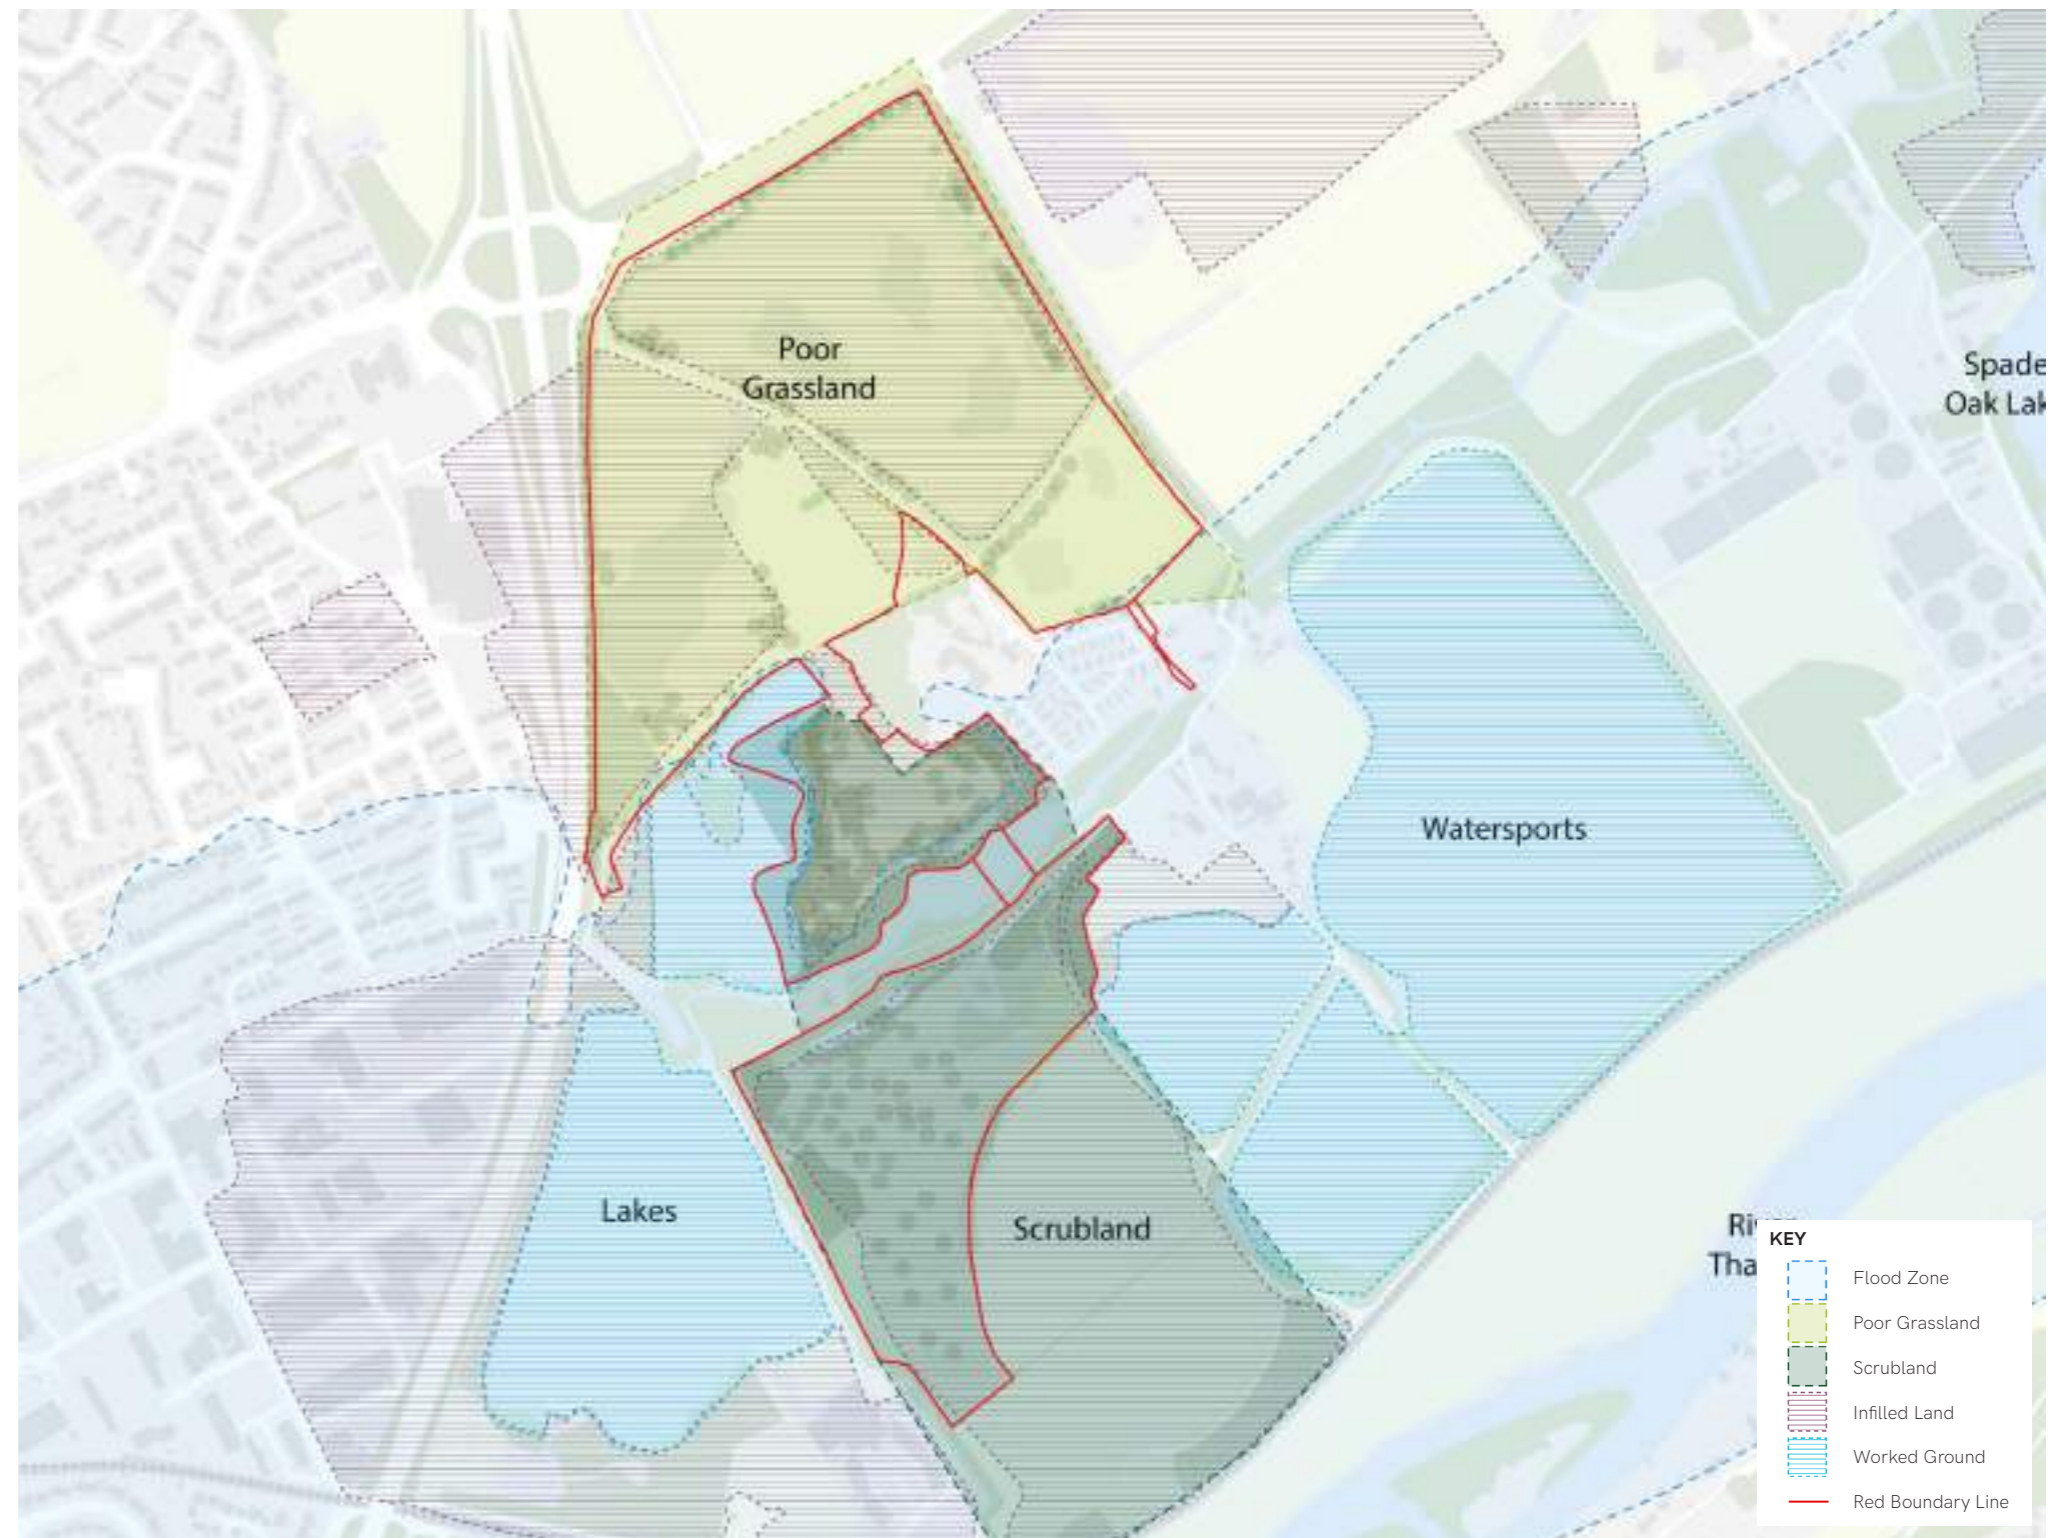 Poor
Grassland
Spade
Oak Lak
Watersports
Lakes
Scrubland
Tha
KEY
Flood Zone
Poor Grassland
Scrubland
Infilled Land
Worked Ground
Red Boundary Line